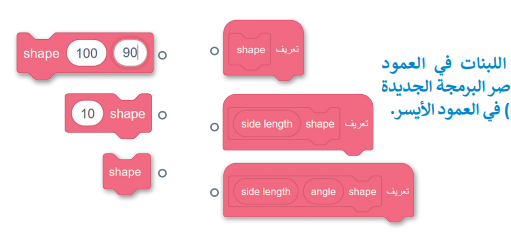 اللبنات في العمود
صر البرمجة الجديدة
) في العمود الأيسر.
تعريف shape
تعريف shape side length
تعريف shape angle side length
shape 100 90
10 shape
shape